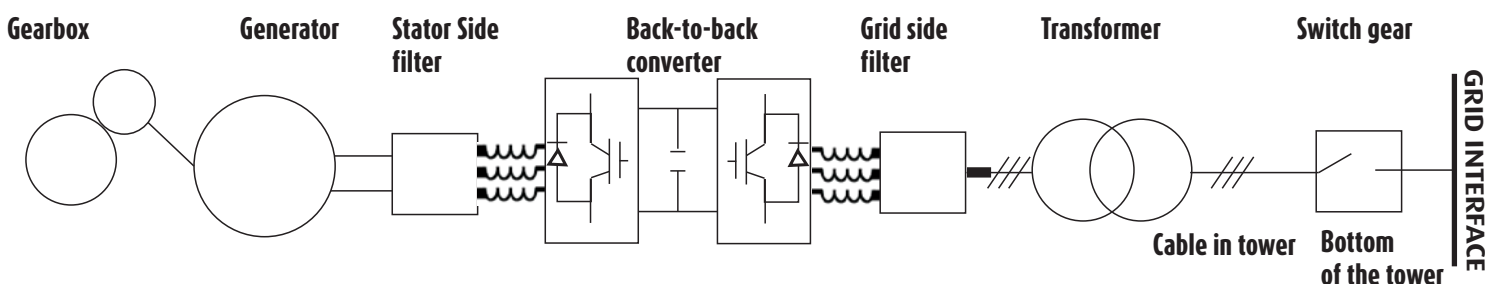 Gearbox
Generator
Stator Side
filter
Back-to-back
converter
Grid side
filter
Transformer
Switch gear
GRID INTERFACE
Cable in tower
Bottom
of the tower